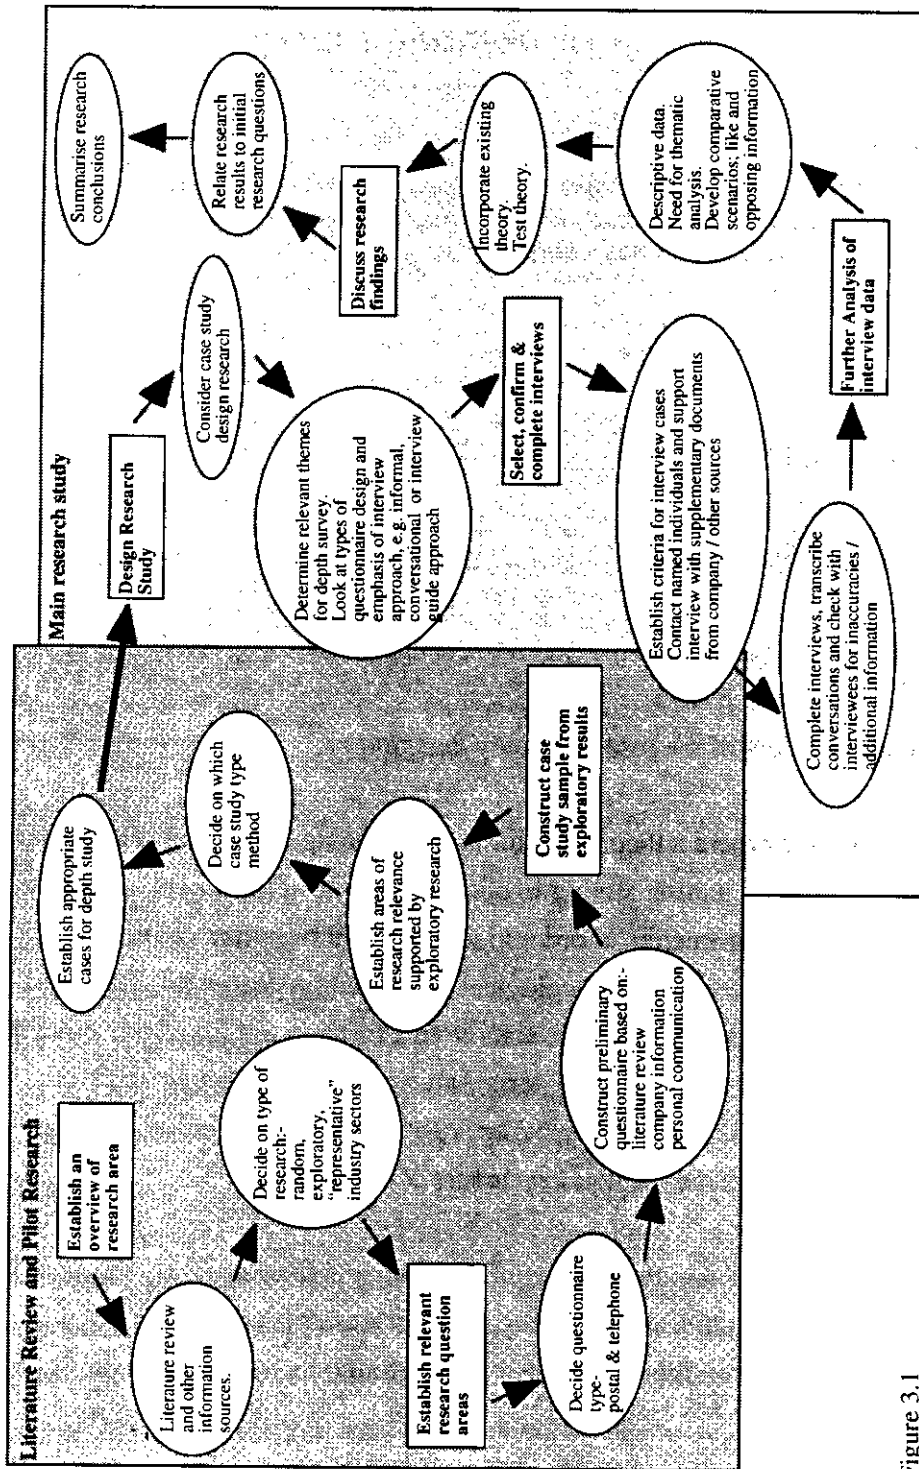 Literature Review and Pilot Research
Establish an
overview of
research area
Literature review
and other
information
sources.
Decide on type of
research:-
random,
exploratory,
"representative"
industry sectors
Establish relevant
research question
areas
Decide questionnaire
type-
postal & telephone
Construct preliminary
questionnaire based on:-
literature review
company information
personal communication
Construct case
study sample from
exploratory results
Establish areas of
research relevance
supported by
exploratory research
Decide on which
case study type
method
Establish appropriate
cases for depth study
Main research study
Design Research
Study
Consider case study
design research
Determine relevant themes
for depth survey.
Look at types of
questionnaire design and
emphasis of interview
approach, e.g. informal,
conversational or interview
guide approach
Select, confirm &
complete interviews
Establish criteria for interview cases
Contact named individuals and support
interview with supplementary documents
from company / other sources
Complete interviews, transcribe
conversations and check with
interviewees for inaccuracies /
additional information
Further Analysis of
interview data
Descriptive data.
Need for thematic
analysis.
Develop comparative
scenarios; like and
opposing information
Incorporate existing
theory.
Test theory.
Discuss research
findings
Relate research
results to initial
research questions
Summarise research
conclusions
Figure 3.1